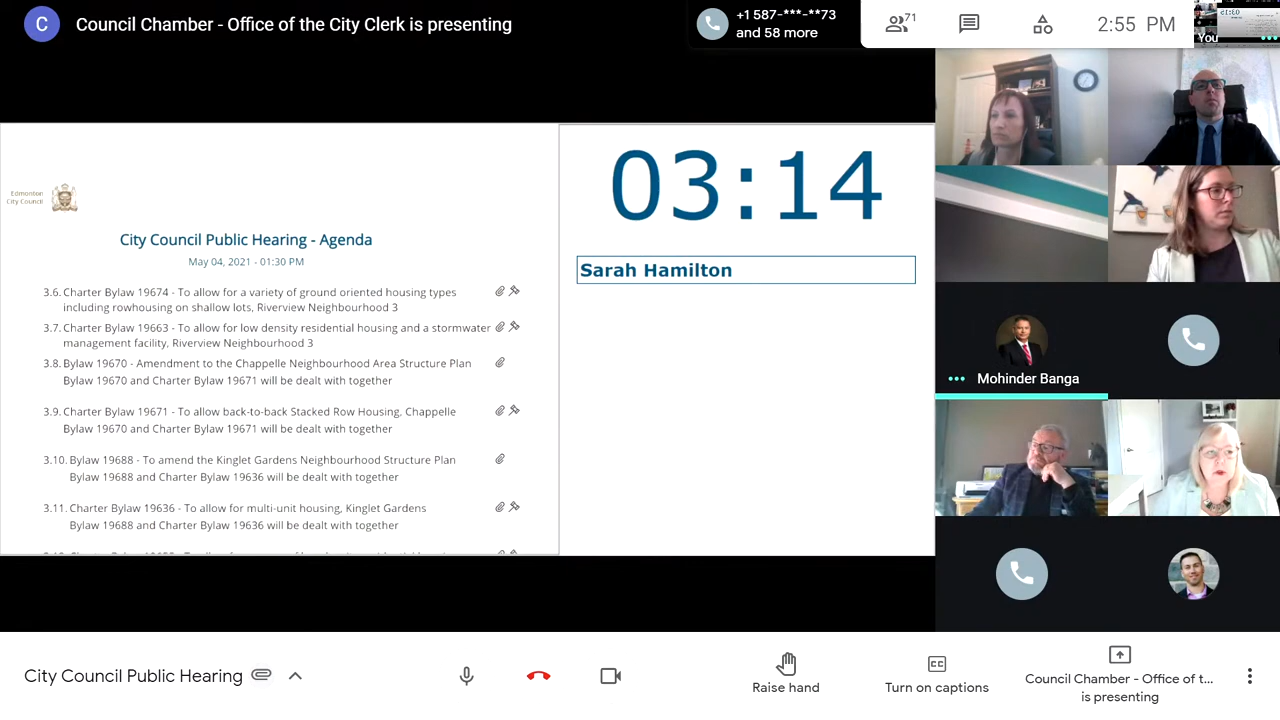 C
Council Chamber - Office of the City Clerk is presenting
+1 587-***-**73
and 58 more
71
2:55 PM
You
Edmonton
City Council
City Council Public Hearing - Agenda
May 04, 2021 - 01:30 PM
3.6. Charter Bylaw 19674 - To allow for a variety of ground oriented housing types
including rowhousing on shallow lots, Riverview Neighbourhood 3
3.7. Charter Bylaw 19663 - To allow for low density residential housing and a stormwater
management facility, Riverview Neighbourhood 3
3.8. Bylaw 19670 - Amendment to the Chappelle Neighbourhood Area Structure Plan
Bylaw 19670 and Charter Bylaw 19671 will be dealt with together
3.9. Charter Bylaw 19671 - To allow back-to-back Stacked Row Housing, Chappelle
Bylaw 19670 and Charter Bylaw 19671 will be dealt with together
3.10. Bylaw 19688 - To amend the Kinglet Gardens Neighbourhood Structure Plan
Bylaw 19688 and Charter Bylaw 19636 will be dealt with together
3.11. Charter Bylaw 19636 - To allow for multi-unit housing, Kinglet Gardens
Bylaw 19688 and Charter Bylaw 19636 will be dealt with together
03:14
Sarah Hamilton
Mohinder Banga
City Council Public Hearing
Raise hand
CC
Turn on captions
Council Chamber - Office of t...
is presenting